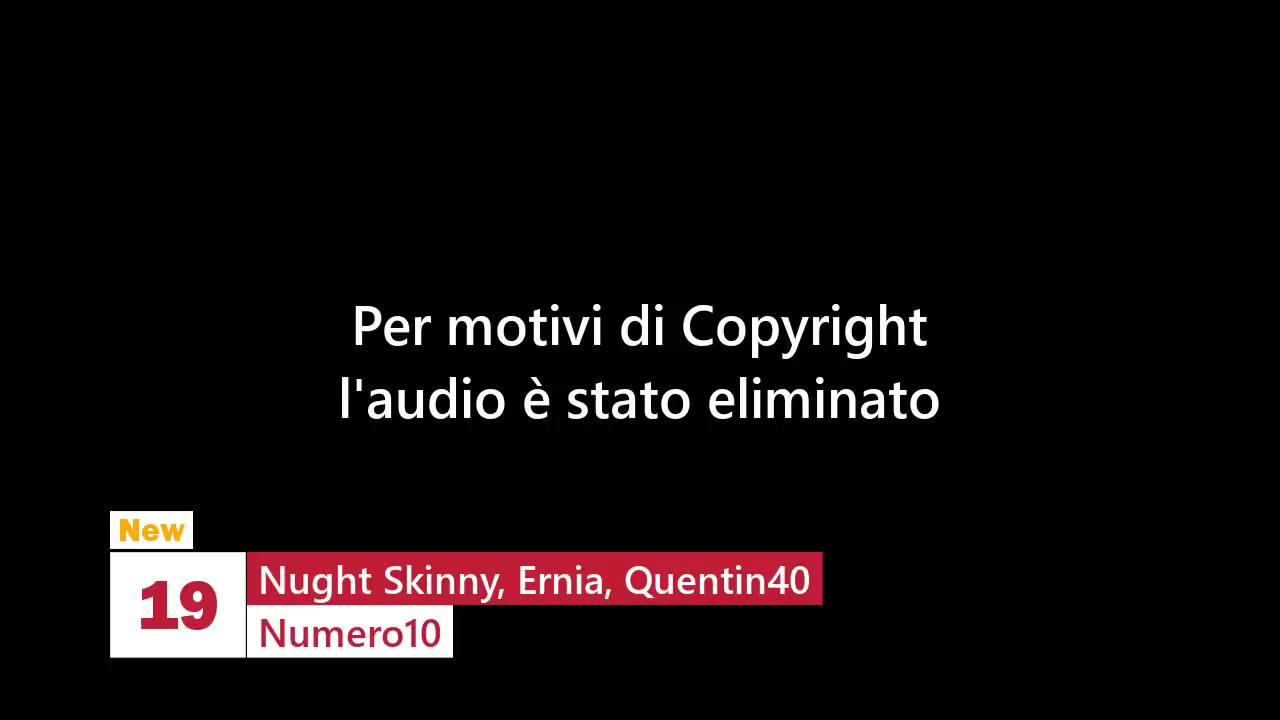 Per motivi di Copyright
l'audio è stato eliminato
New
19
Nught Skinny, Ernia, Quentin40
Numero10